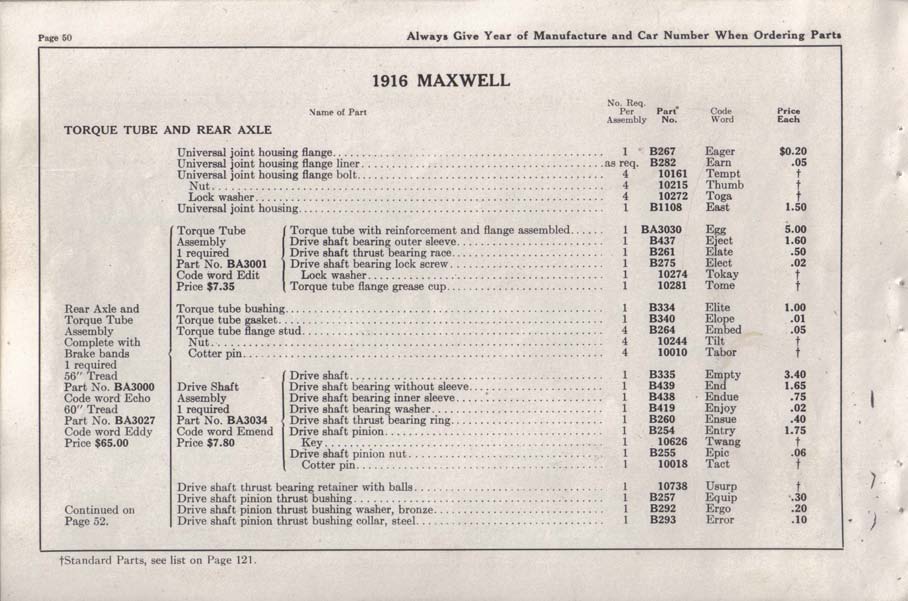 Page 50
Always Give Year of Manufacture and Car Number When Ordering Parts
1916 MAXWELL
Name of Part
No. Req. Per Assembly
Part No.
Code Word
Price Each
TORQUE TUBE AND REAR AXLE
Universal joint housing flange 1 B267 Eager $0.20
Universal joint housing flange liner as req. B282 Earn .05
Universal joint housing flange bolt 4 10161 Tempt †
Nut 4 10215 Thumb †
Lock washer 4 10272 Toga †
Universal joint housing 1 B1108 East 1.50
Torque Tube Torque tube with reinforcement and flange assembled 1 BA3030 Egg 5.00
Assembly Drive shaft bearing outer sleeve 1 B437 Eject 1.60
1 required Drive shaft thrust bearing race 1 B261 Elate .50
Part No. BA3001 Drive shaft bearing lock screw 1 B275 Elect .02
Code word Edit Lock washer 1 10274 Tokay †
Price $7.35 Torque tube flange grease cup 1 10281 Tome †
Rear Axle and Torque tube bushing 1 B334 Elite 1.00
Torque Tube Torque tube gasket 1 B340 Elope .01
Assembly Torque tube flange stud 4 B264 Embed .05
Complete with Nut 4 10244 Tilt †
Brake bands Cotter pin 4 10010 Tabor †
1 required
56" Tread Drive shaft 1 B335 Empty 3.40
Part No. BA3000 Drive Shaft Drive shaft bearing without sleeve 1 B439 End 1.65
Code word Echo Assembly Drive shaft bearing inner sleeve 1 B438 Endue .75
60" Tread 1 required Drive shaft bearing washer 1 B419 Enjoy .02
Part No. BA3027 Part No. BA3034 Drive shaft thrust bearing ring 1 B260 Ensue .40
Code word Eddy Code word Emend Drive shaft pinion 1 B254 Entry 1.75
Price $65.00 Price $7.80 Key 1 10626 Twang †
Drive shaft pinion nut 1 B255 Epic .06
Cotter pin 1 10018 Tact †
Drive shaft thrust bearing retainer with balls 1 10738 Usurp †
Drive shaft pinion thrust bushing 1 B257 Equip .30
Continued on Drive shaft pinion thrust bushing washer, bronze 1 B292 Ergo .20
Page 52. Drive shaft pinion thrust bushing collar, steel 1 B293 Error .10
†Standard Parts, see list on Page 121.